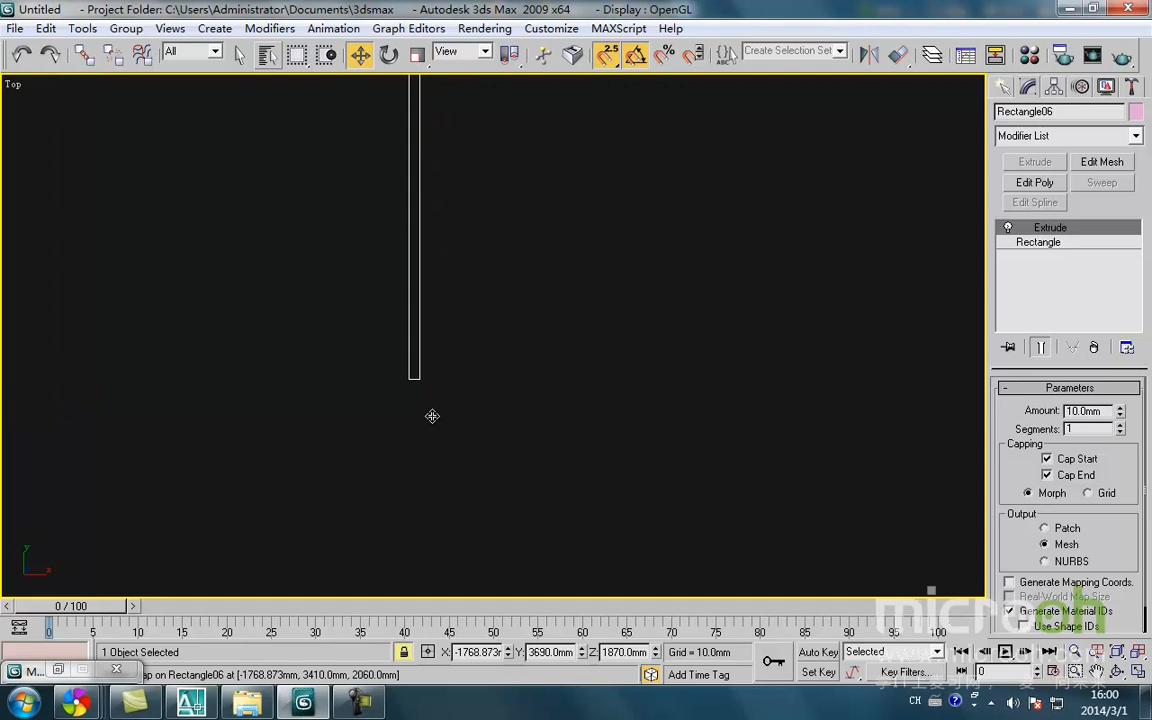 Untitled - Project Folder: C:\Users\Administrator\Documents\3dsmax - Autodesk 3ds Max 2009 x64 - Display : OpenGL
File Edit Tools Group Views Create Modifiers Animation Graph Editors Rendering Customize MAXScript Help
All View 2.5 ABC Create Selection Set
Top
Rectangle06
Modifier List
Extrude Edit Mesh
Edit Poly Sweep
Edit Spline
Extrude
Rectangle
- Parameters
Amount: 10.0mm
Segments: 1
Capping
Cap Start
Cap End
Morph Grid
Output
Patch
Mesh
NURBS
Generate Mapping Coords.
Real-World Map Size
Generate Material IDs
Use Shape IDs
y
x
0 / 100
0 5 10 15 20 25 30 35 40 45 50 55 60 65 70 75 80 85 90 95 100
1 Object Selected X: -1768.873r Y: 3690.0mm Z: 1870.0mm Grid = 10.0mm Auto Key Selected
M... ap on Rectangle06 at [-1768.873mm, 3410.0mm, 2060.0mm] Add Time Tag Set Key Key Filters... 0
CH 16:00
2014/3/1